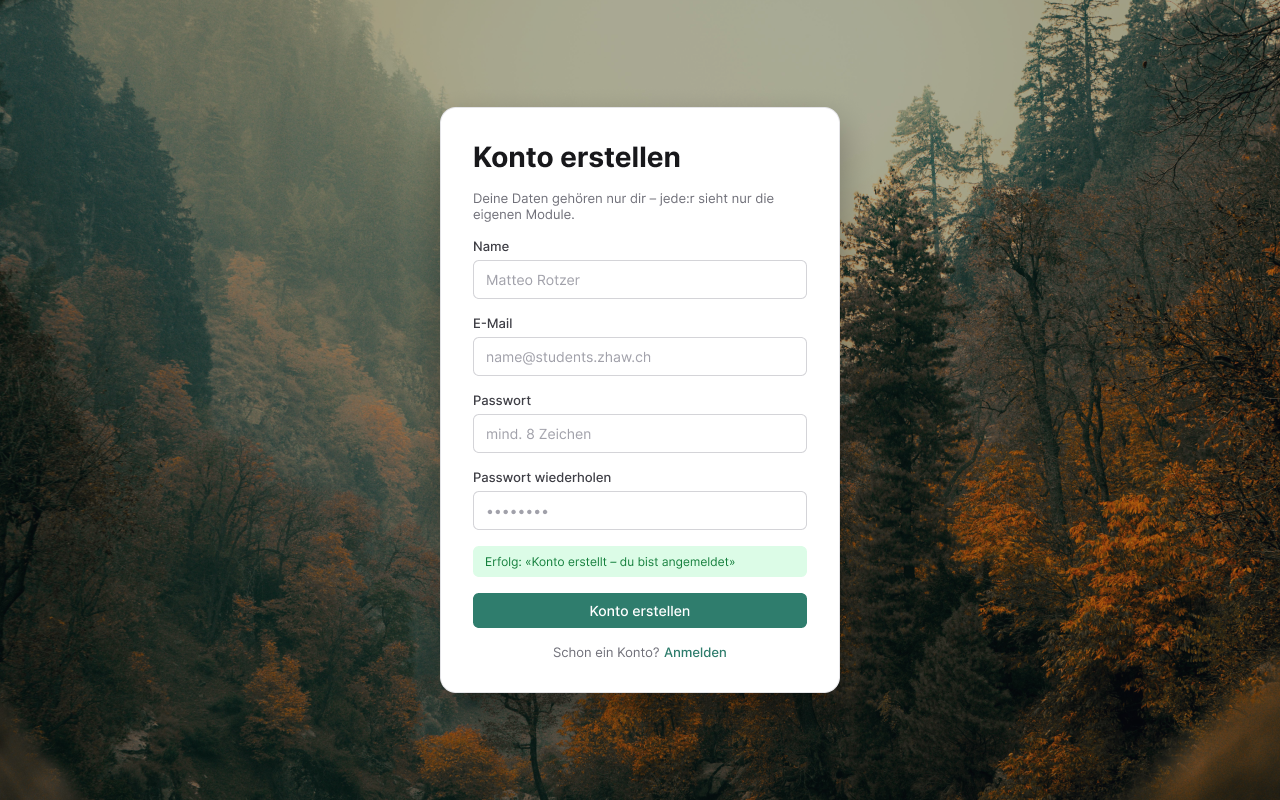 Konto erstellen
Deine Daten gehören nur dir – jede:r sieht nur die
eigenen Module.
Name
Matteo Rotzer
E-Mail
name@students.zhaw.ch
Passwort
mind. 8 Zeichen
Passwort wiederholen
••••••••
Erfolg: «Konto erstellt – du bist angemeldet»
Konto erstellen
Schon ein Konto? Anmelden